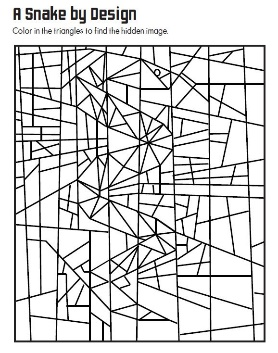 A Snake by Design
Color in the triangles to find the hidden image.